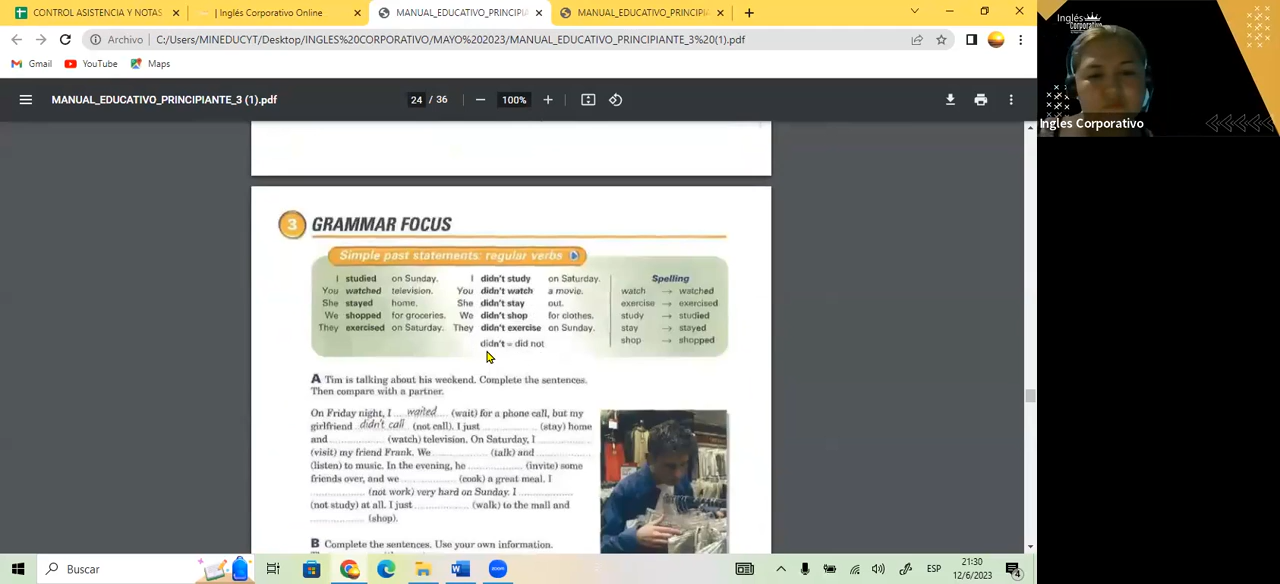 CONTROL ASISTENCIA Y NOTAS
| Inglés Corporativo Online
MANUAL_EDUCATIVO_PRINCIPIA
MANUAL_EDUCATIVO_PRINCIPIA
Archivo | C:/Users/MINEDUCYT/Desktop/INGLES%20CORPORATIVO/MAYO%202023/MANUAL_EDUCATIVO_PRINCIPIANTE_3%20(1).pdf
Gmail YouTube Maps
MANUAL_EDUCATIVO_PRINCIPIANTE_3 (1).pdf
24 / 36
100%
Inglés
Corporativo
Ingles Corporativo
3 GRAMMAR FOCUS
Simple past statements: regular verbs
I studied on Sunday. I didn't study on Saturday. Spelling
You watched television. You didn't watch a movie. watch → watched
She stayed home. She didn't stay out. exercise → exercised
We shopped for groceries. We didn't shop for clothes. study → studied
They exercised on Saturday. They didn't exercise on Sunday. stay → stayed
didn't = did not shop → shopped
A Tim is talking about his weekend. Complete the sentences.
Then compare with a partner.
On Friday night, I waited (wait) for a phone call, but my
girlfriend didn't call (not call). I just (stay) home
and (watch) television. On Saturday, I
(visit) my friend Frank. We (talk) and
(listen) to music. In the evening, he (invite) some
friends over, and we (cook) a great meal. I
(not work) very hard on Sunday. I
(not study) at all. I just (walk) to the mall and
(shop).
B Complete the sentences. Use your own information.
Buscar
ESP
21:30
12/6/2023
4